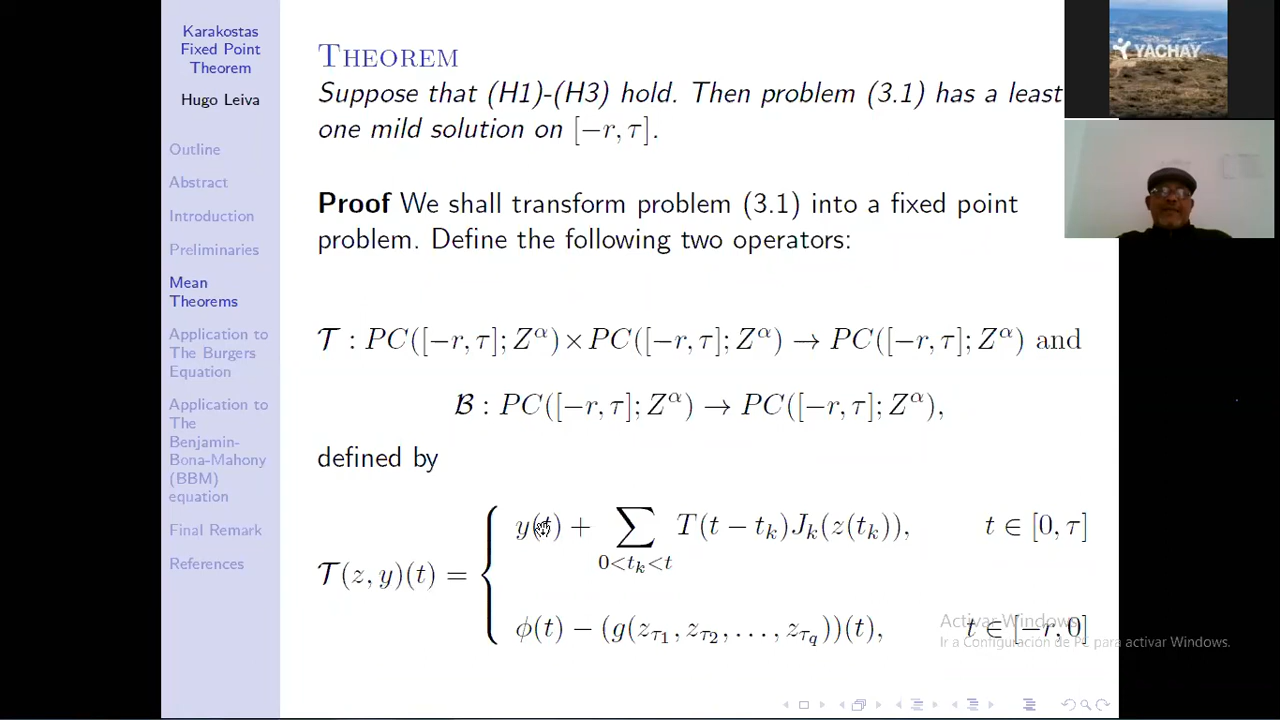 Karakostas
Fixed Point
Theorem
Hugo Leiva
Outline
Abstract
Introduction
Preliminaries
Mean
Theorems
Application to
The Burgers
Equation
Application to
The
Benjamin-
Bona-Mahony
(BBM)
equation
Final Remark
References
THEOREM
Suppose that (H1)-(H3) hold. Then problem (3.1) has a least
one mild solution on [−r, τ].
Proof We shall transform problem (3.1) into a fixed point
problem. Define the following two operators:
𝒯 : PC([−r, τ]; Z^α)×PC([−r, τ]; Z^α) → PC([−r, τ]; Z^α) and
ℬ : PC([−r, τ]; Z^α) → PC([−r, τ]; Z^α),
defined by
y(t) + ∑_{0<t_k<t} T(t − t_k)J_k(z(t_k)), t ∈ [0, τ]
𝒯(z, y)(t) = {
φ(t) − (g(z_{τ_1}, z_{τ_2}, . . . , z_{τ_q}))(t), t ∈ [−r, 0]
YACHAY
Activar Windows
Ir a Configuración de PC para activar Windows.